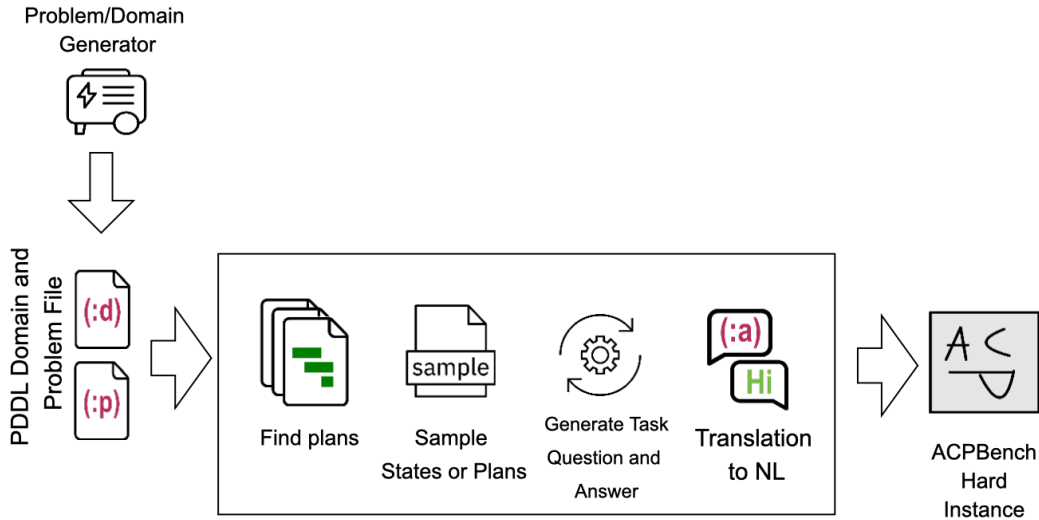 Problem/Domain
Generator
PDDL Domain and
Problem File
(:d)
(:p)
sample
(:a)
Hi
Find plans
Sample
States or Plans
Generate Task
Question and
Answer
Translation
to NL
A C
P
ACPBench
Hard
Instance